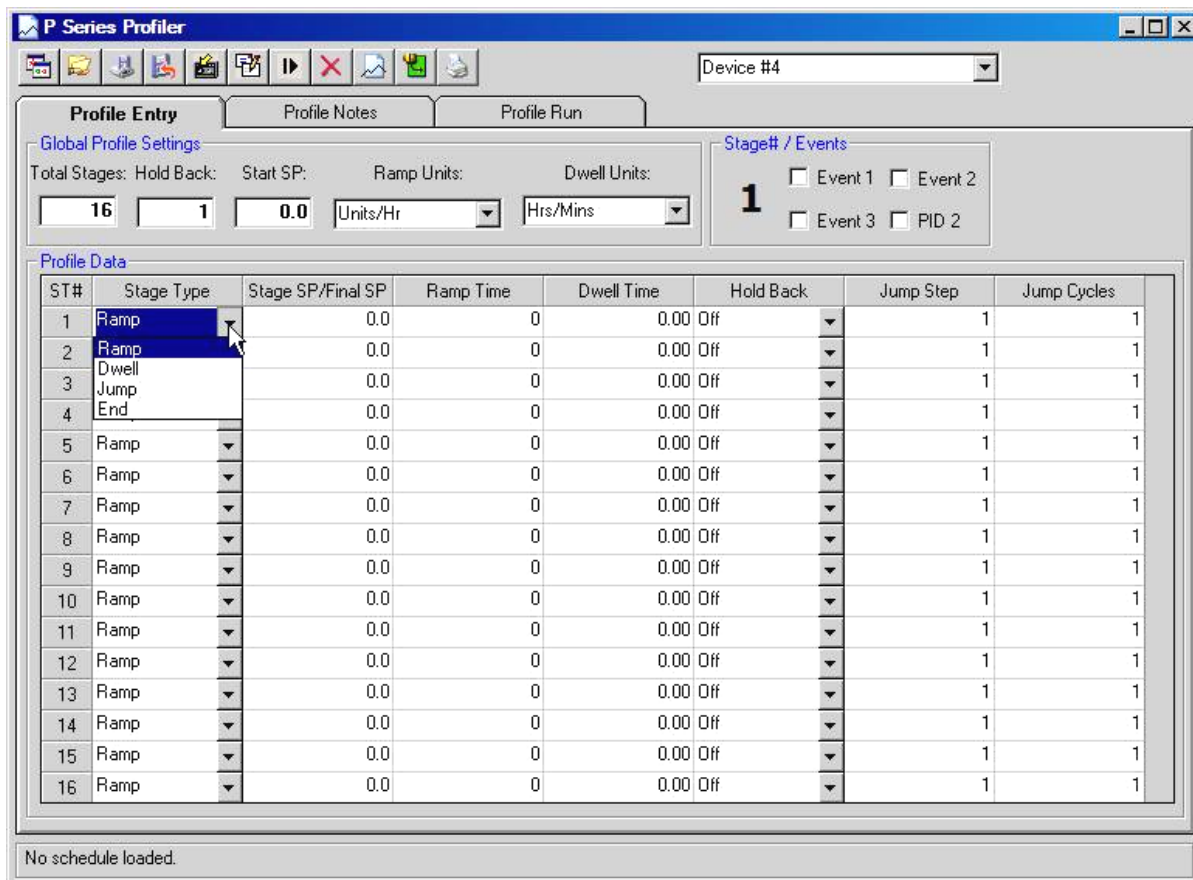 P Series Profiler
Device #4
Profile Entry Profile Notes Profile Run
Global Profile Settings
Total Stages: Hold Back: Start SP: Ramp Units: Dwell Units:
16 1 0.0 Units/Hr Hrs/Mins
Stage# / Events
1
Event 1 Event 2
Event 3 PID 2
Profile Data
ST# Stage Type Stage SP/Final SP Ramp Time Dwell Time Hold Back Jump Step Jump Cycles
1 Ramp 0.0 0 0.00 Off 1 1
Ramp
Dwell
Jump
End
2 0.0 0 0.00 Off 1 1
3 0.0 0 0.00 Off 1 1
4 0.0 0 0.00 Off 1 1
5 Ramp 0.0 0 0.00 Off 1 1
6 Ramp 0.0 0 0.00 Off 1 1
7 Ramp 0.0 0 0.00 Off 1 1
8 Ramp 0.0 0 0.00 Off 1 1
9 Ramp 0.0 0 0.00 Off 1 1
10 Ramp 0.0 0 0.00 Off 1 1
11 Ramp 0.0 0 0.00 Off 1 1
12 Ramp 0.0 0 0.00 Off 1 1
13 Ramp 0.0 0 0.00 Off 1 1
14 Ramp 0.0 0 0.00 Off 1 1
15 Ramp 0.0 0 0.00 Off 1 1
16 Ramp 0.0 0 0.00 Off 1 1
No schedule loaded.